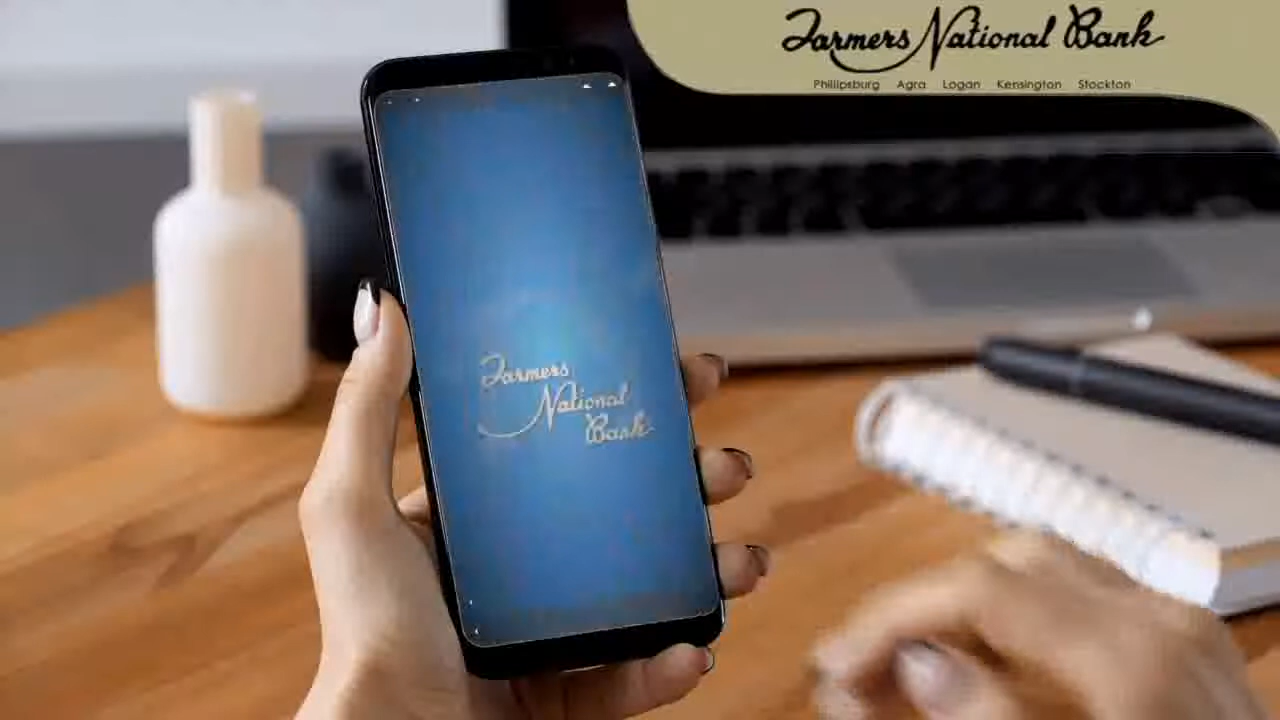 Farmers National Bank
Phillipsburg Agra Logan Kensington Stockton
Farmers
National
Bank